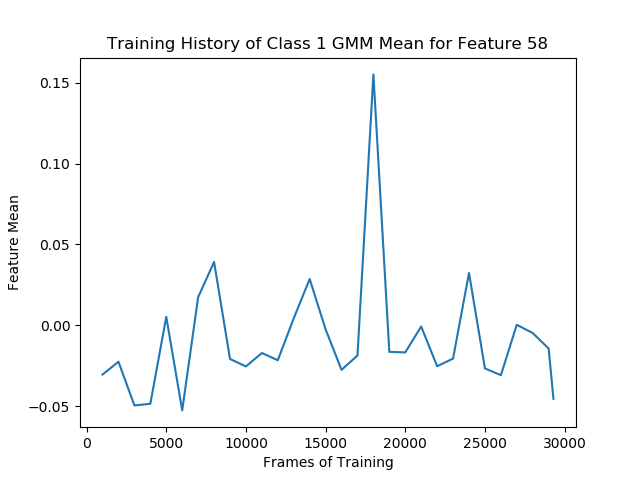 Training History of Class 1 GMM Mean for Feature 58
0.15
0.10
0.05
0.00
−0.05
Feature Mean
0 5000 10000 15000 20000 25000 30000
Frames of Training